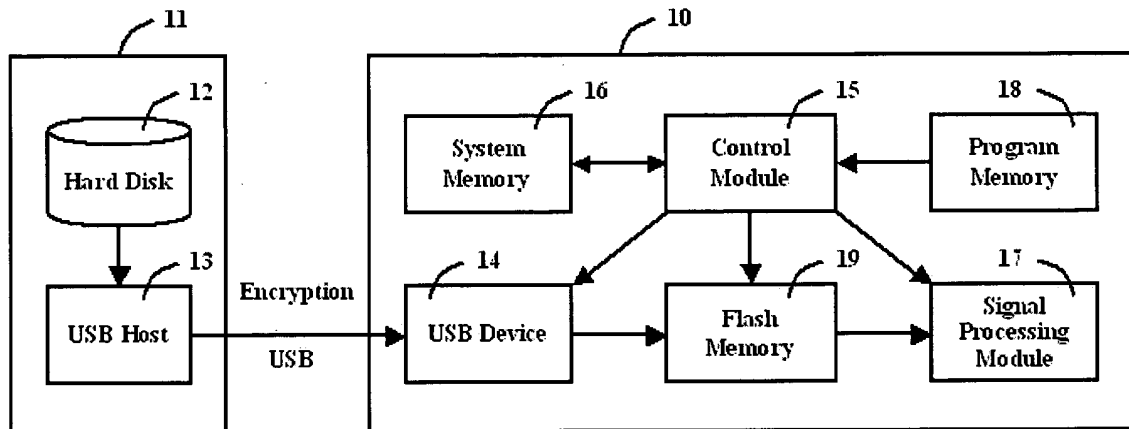 11
10
12
16
15
18
Hard Disk
System
Memory
Control
Module
Program
Memory
13
14
19
17
Encryption
USB
USB Host
USB Device
Flash
Memory
Signal
Processing
Module